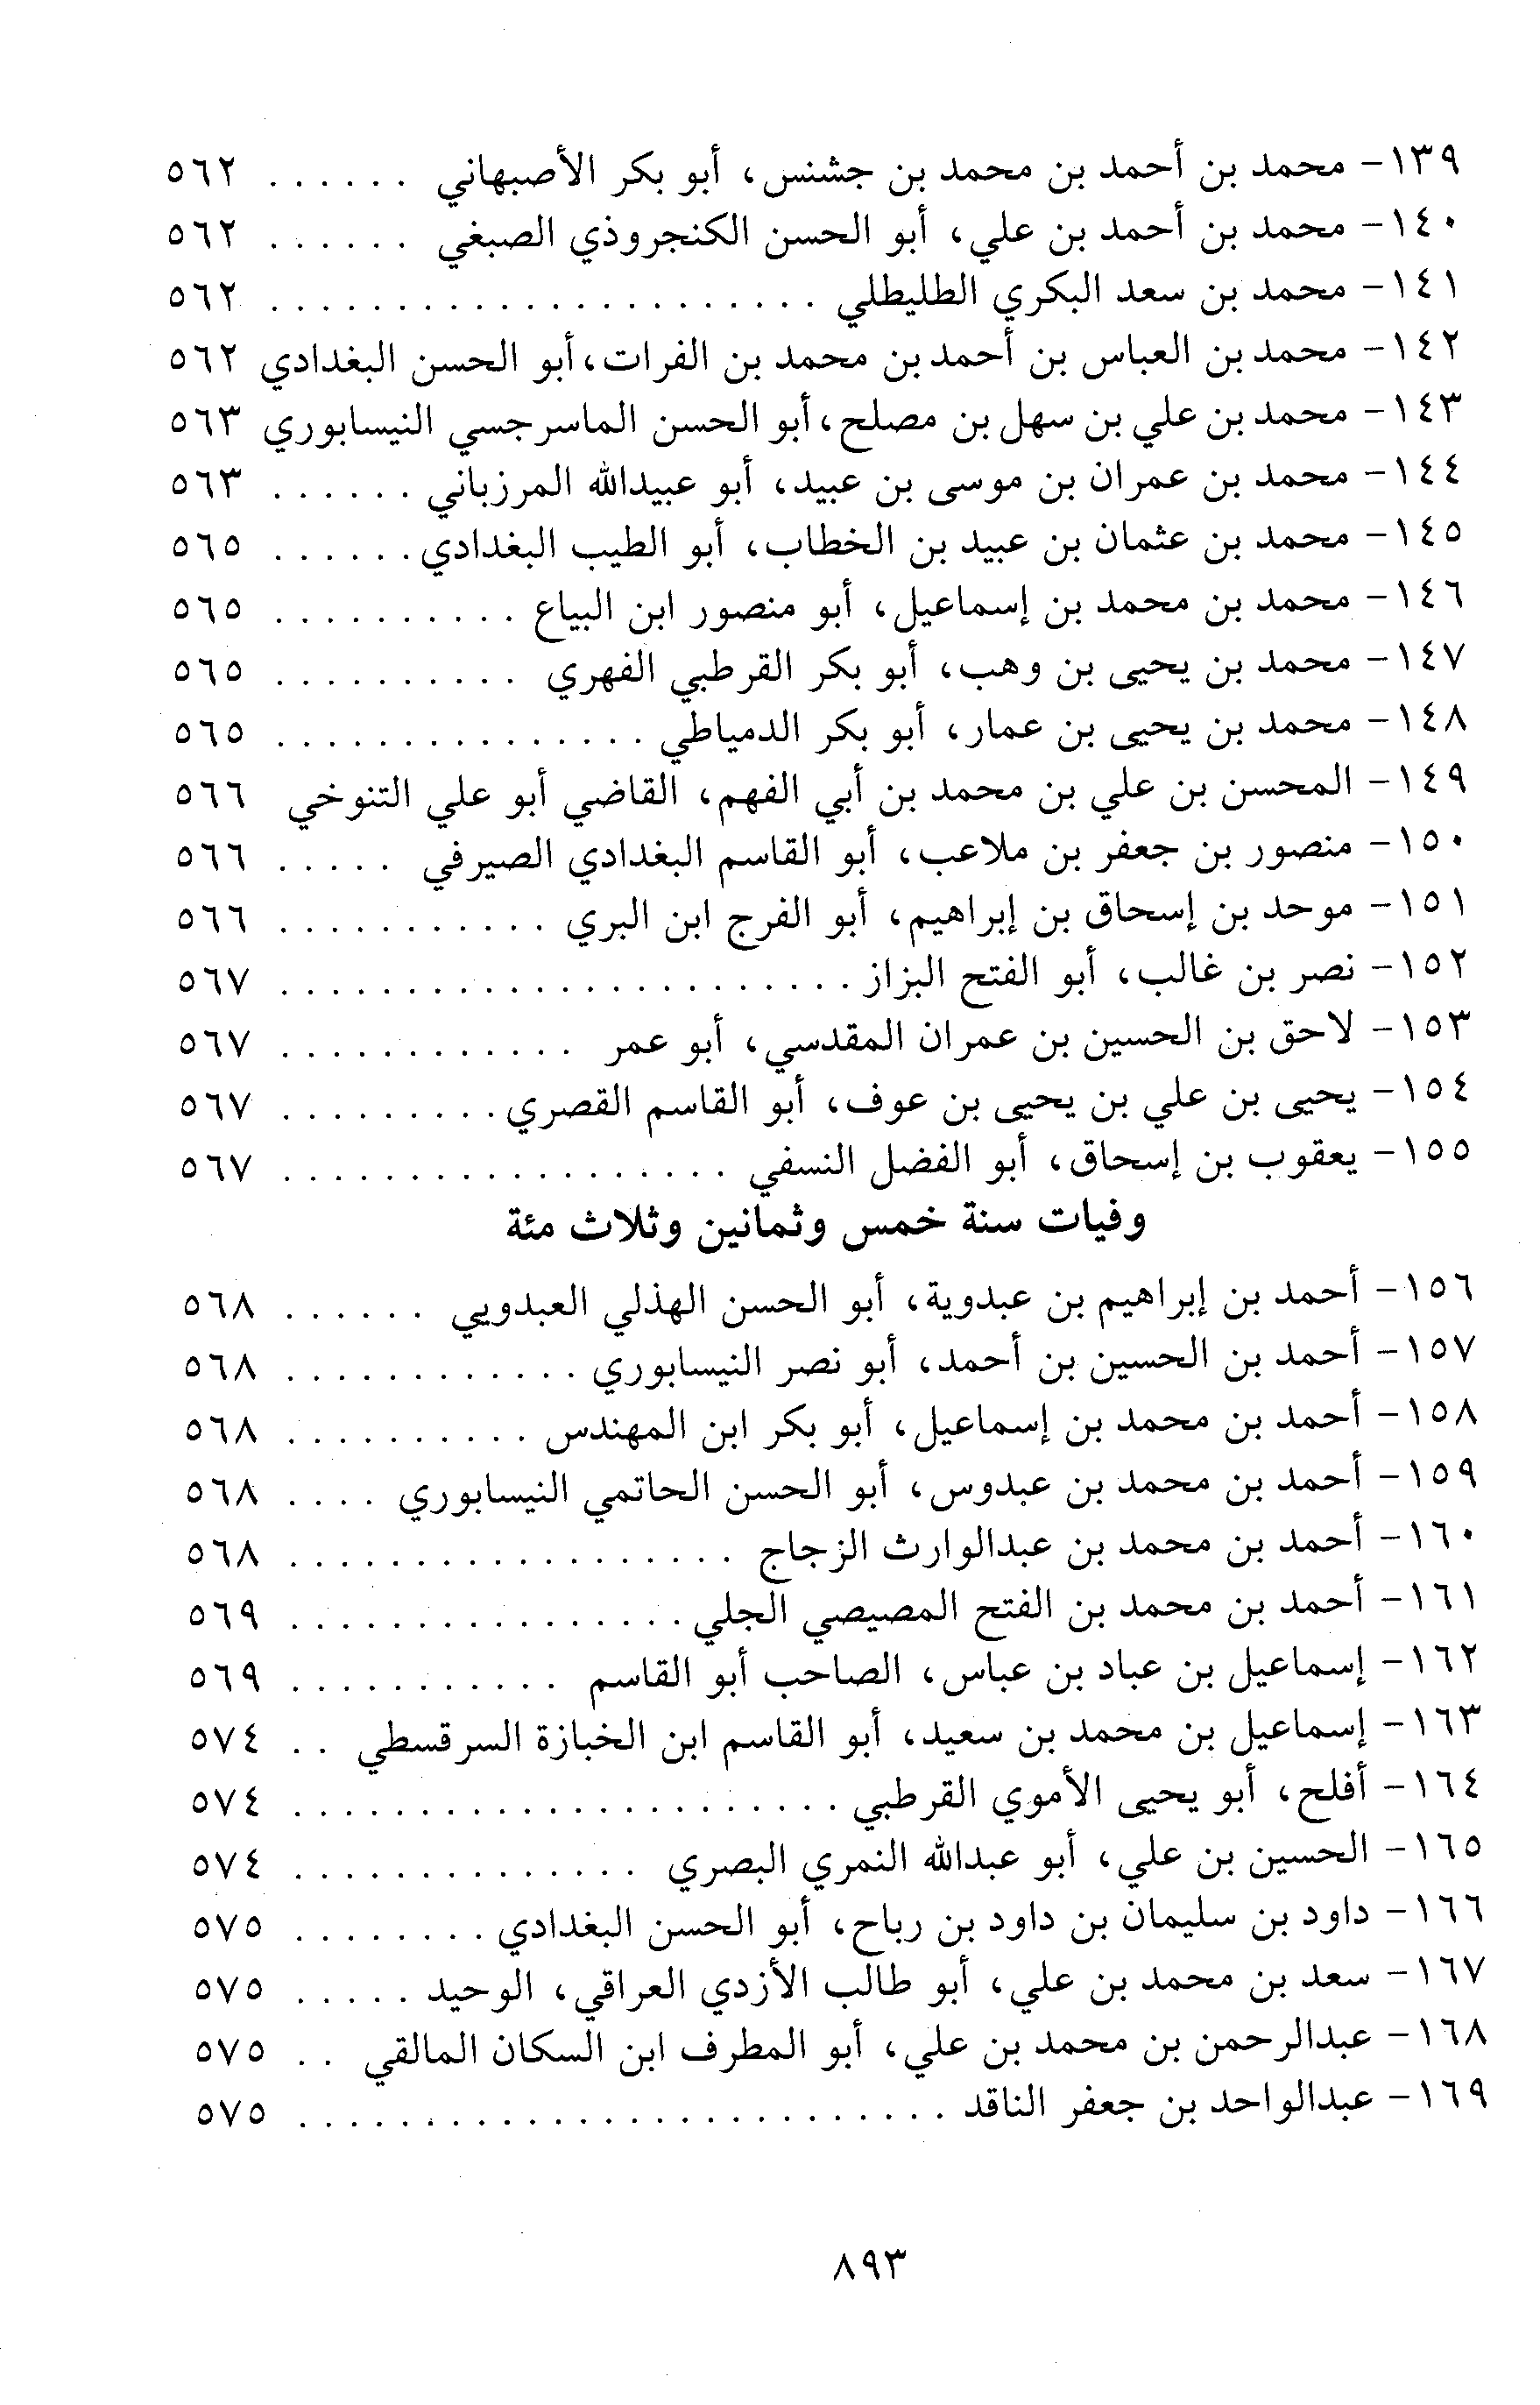 ١٣٩- محمد بن أحمد بن محمد بن جشنس، أبو بكر الأصبهاني ...... ٥٦٢
١٤٠- محمد بن أحمد بن علي، أبو الحسن الكنجروذي الصبغي ...... ٥٦٢
١٤١- محمد بن سعد البكري الطليطلي ...................... ٥٦٢
١٤٢- محمد بن العباس بن أحمد بن محمد بن الفرات، أبو الحسن البغدادي ٥٦٢
١٤٣- محمد بن علي بن سهل بن مصلح، أبو الحسن الماسرجسي النيسابوري ٥٦٣
١٤٤- محمد بن عمران بن موسى بن عبيد، أبو عبيدالله المرزباني ...... ٥٦٣
١٤٥- محمد بن عثمان بن عبيد بن الخطاب، أبو الطيب البغدادي ...... ٥٦٥
١٤٦- محمد بن محمد بن إسماعيل، أبو منصور ابن البياع .......... ٥٦٥
١٤٧- محمد بن يحيى بن وهب، أبو بكر القرطبي الفهري .......... ٥٦٥
١٤٨- محمد بن يحيى بن عمار، أبو بكر الدمياطي ............... ٥٦٥
١٤٩- المحسن بن علي بن محمد بن أبي الفهم، القاضي أبو علي التنوخي ٥٦٦
١٥٠- منصور بن جعفر بن ملاعب، أبو القاسم البغدادي الصيرفي ..... ٥٦٦
١٥١- موحد بن إسحاق بن إبراهيم، أبو الفرج ابن البري ........... ٥٦٦
١٥٢- نصر بن غالب، أبو الفتح البزاز ....................... ٥٦٧
١٥٣- لاحق بن الحسين بن عمران المقدسي، أبو عمر ............ ٥٦٧
١٥٤- يحيى بن علي بن يحيى بن عوف، أبو القاسم القصري ......... ٥٦٧
١٥٥- يعقوب بن إسحاق، أبو الفضل النسفي .................. ٥٦٧
وفيات سنة خمس وثمانين وثلاث مئة
١٥٦- أحمد بن إبراهيم بن عبدوية، أبو الحسن الهذلي العبدويي ...... ٥٦٨
١٥٧- أحمد بن الحسين بن أحمد، أبو نصر النيسابوري ............ ٥٦٨
١٥٨- أحمد بن محمد بن إسماعيل، أبو بكر ابن المهندس .......... ٥٦٨
١٥٩- أحمد بن محمد بن عبدوس، أبو الحسن الحاتمي النيسابوري .... ٥٦٨
١٦٠- أحمد بن محمد بن عبدالوارث الزجاج .................. ٥٦٨
١٦١- أحمد بن محمد بن الفتح المصيصي الجلي ................ ٥٦٩
١٦٢- إسماعيل بن عباد بن عباس، الصاحب أبو القاسم ........... ٥٦٩
١٦٣- إسماعيل بن محمد بن سعيد، أبو القاسم ابن الخبازة السرقسطي .. ٥٧٤
١٦٤- أفلح، أبو يحيى الأموي القرطبي ...................... ٥٧٤
١٦٥- الحسين بن علي، أبو عبدالله النمري البصري .............. ٥٧٤
١٦٦- داود بن سليمان بن داود بن رباح، أبو الحسن البغدادي ........ ٥٧٥
١٦٧- سعد بن محمد بن علي، أبو طالب الأزدي العراقي، الوحيد ..... ٥٧٥
١٦٨- عبدالرحمن بن محمد بن علي، أبو المطرف ابن السكان المالقي .. ٥٧٥
١٦٩- عبدالواحد بن جعفر الناقد .......................... ٥٧٥
٨٩٣